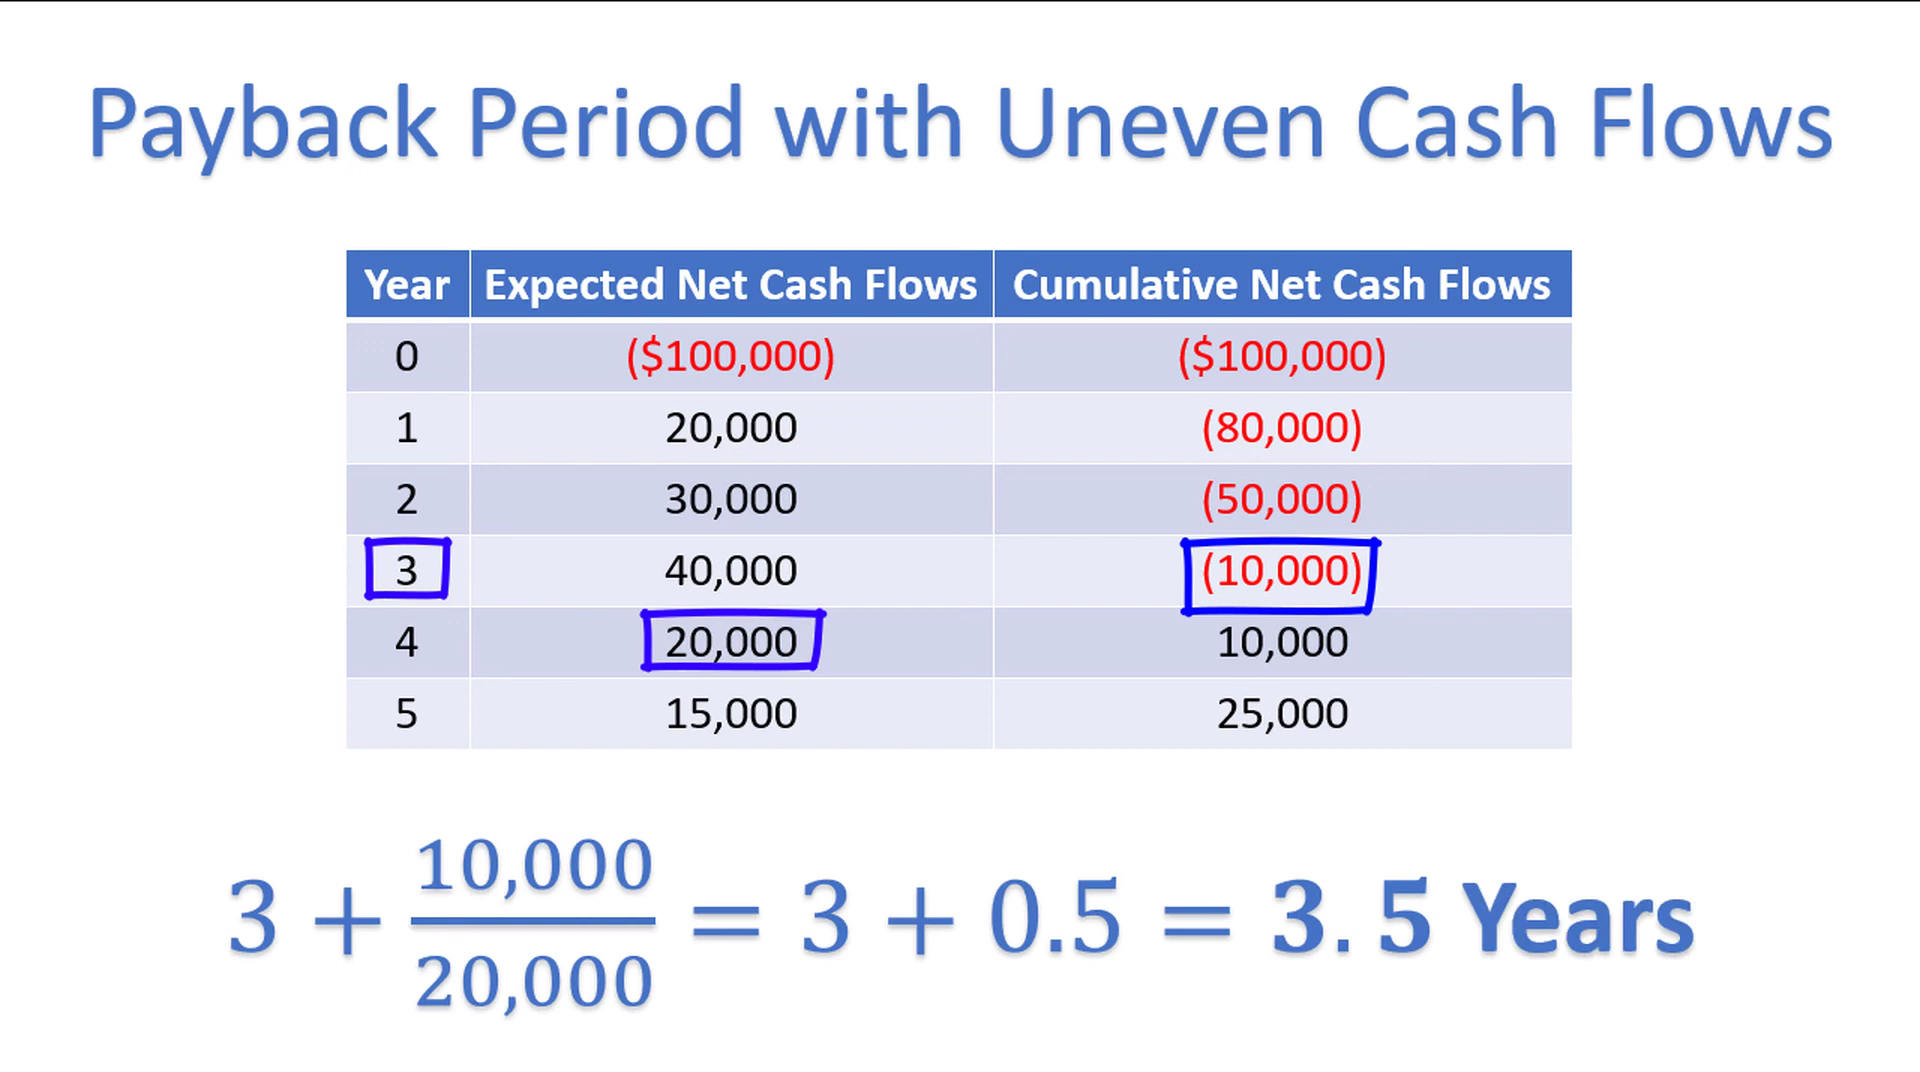 Payback Period with Uneven Cash Flows
Year Expected Net Cash Flows Cumulative Net Cash Flows
0 ($100,000) ($100,000)
1 20,000 (80,000)
2 30,000 (50,000)
3 40,000 (10,000)
4 20,000 10,000
5 15,000 25,000
3 + 10,000/20,000 = 3 + 0.5 = 3.5 Years